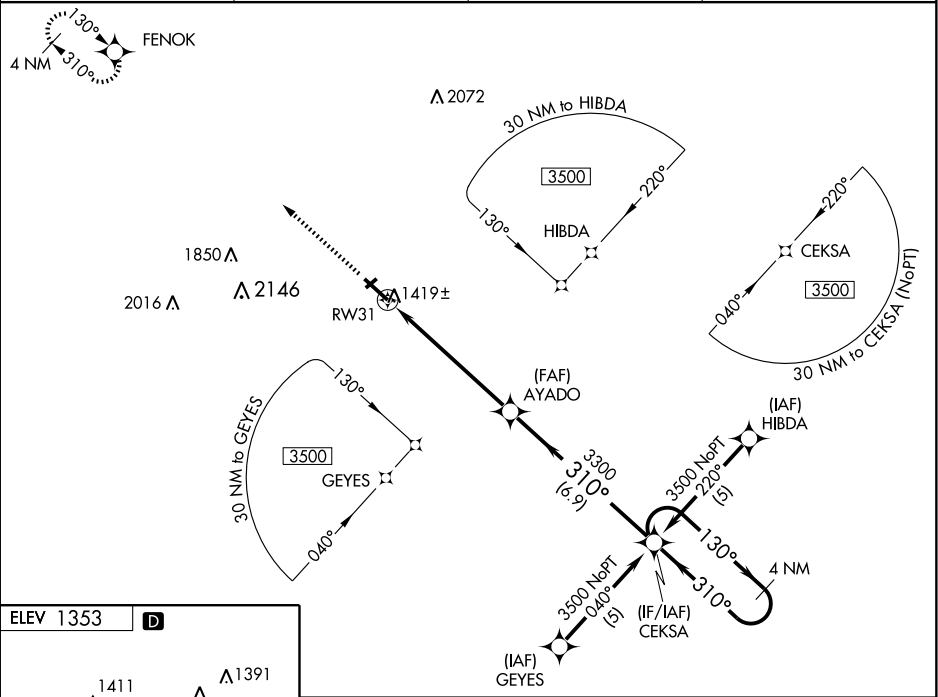 130°
FENOK
4 NM
310°
2072
30 NM to HIBDA
3500
220°
130°
HIBDA
220°
CEKSA
3500
040°
30 NM to CEKSA (NoPT)
1850
2016
2146
1419±
RW31
(FAF)
AYADO
130°
30 NM to GEYES
3500
GEYES
040°
(IAF)
HIBDA
3500 NoPT
220°
(5)
3300
310°
(6.9)
130°
4 NM
310°
3500 NoPT
040°
(5)
(IF/IAF)
CEKSA
(IAF)
GEYES
ELEV 1353
D
1391
1411